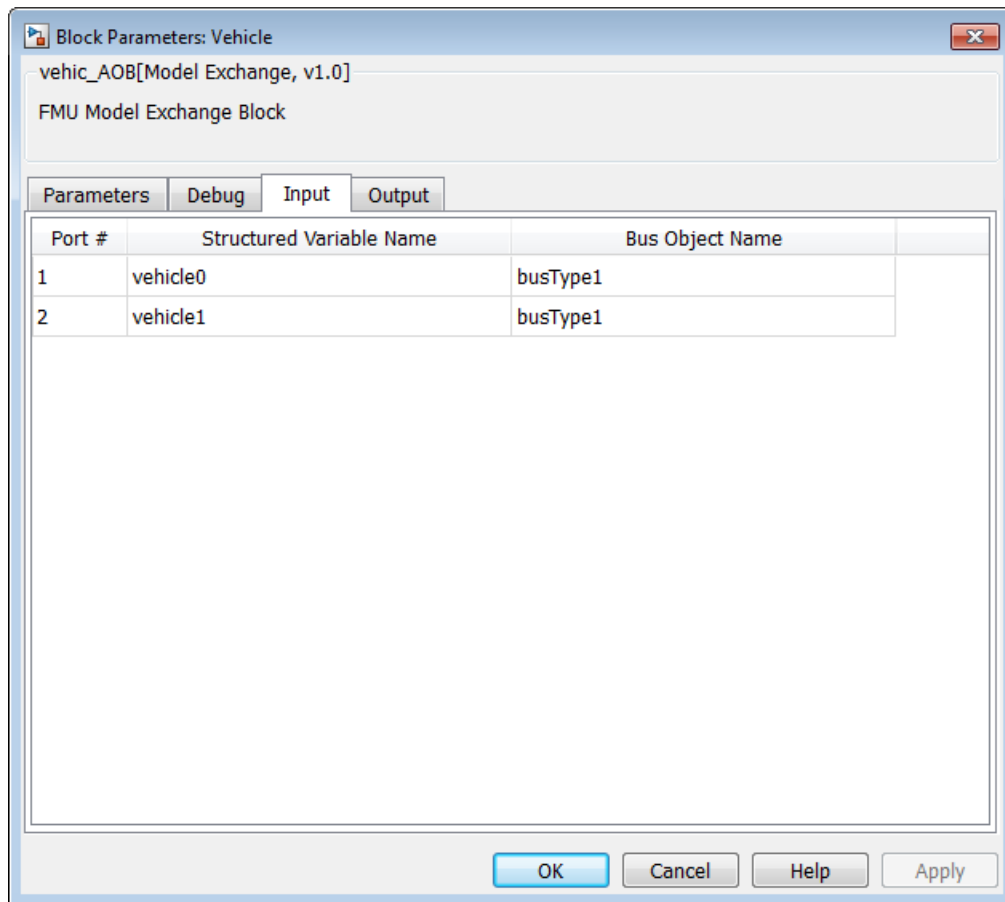 Block Parameters: Vehicle
vehic_AOB[Model Exchange, v1.0]
FMU Model Exchange Block
Parameters Debug Input Output
Port # Structured Variable Name Bus Object Name
1 vehicle0 busType1
2 vehicle1 busType1
OK Cancel Help Apply